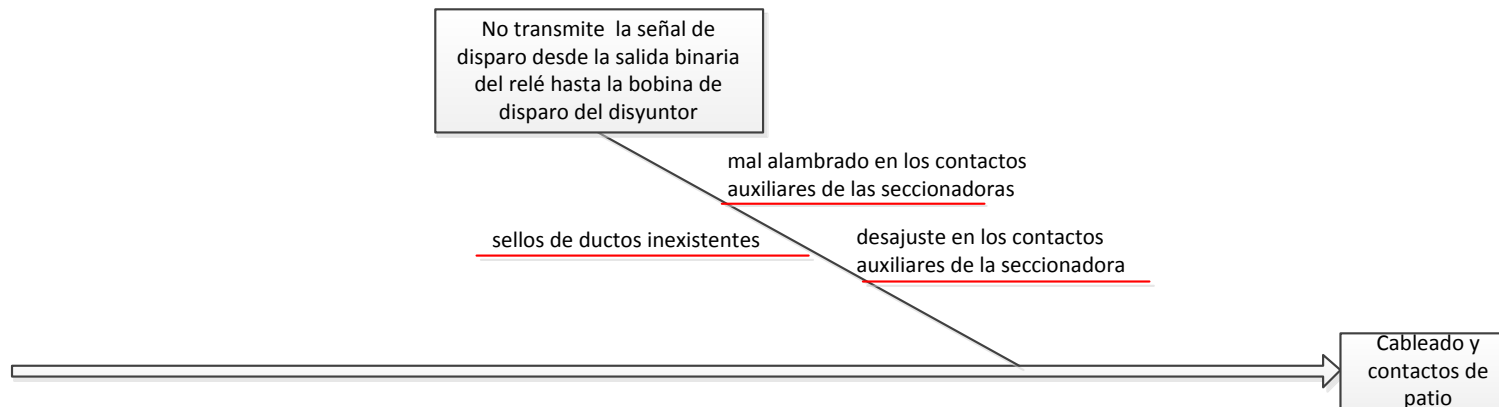 No transmite la señal de
disparo desde la salida binaria
del relé hasta la bobina de
disparo del disyuntor
mal alambrado en los contactos
auxiliares de las seccionadoras
sellos de ductos inexistentes
desajuste en los contactos
auxiliares de la seccionadora
Cableado y
contactos de
patio